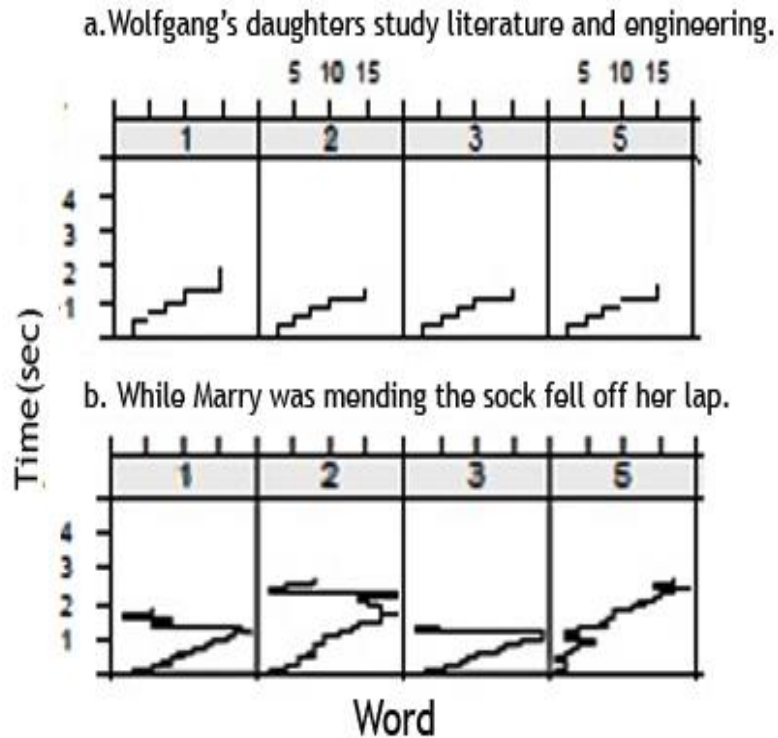 a.Wolfgang's daughters study literature and engineering.
5 10 15 5 10 15
1 2 3 5
4
3
2
1
Time(sec)
b. While Marry was mending the sock fell off her lap.
1 2 3 5
4
3
2
1
Word